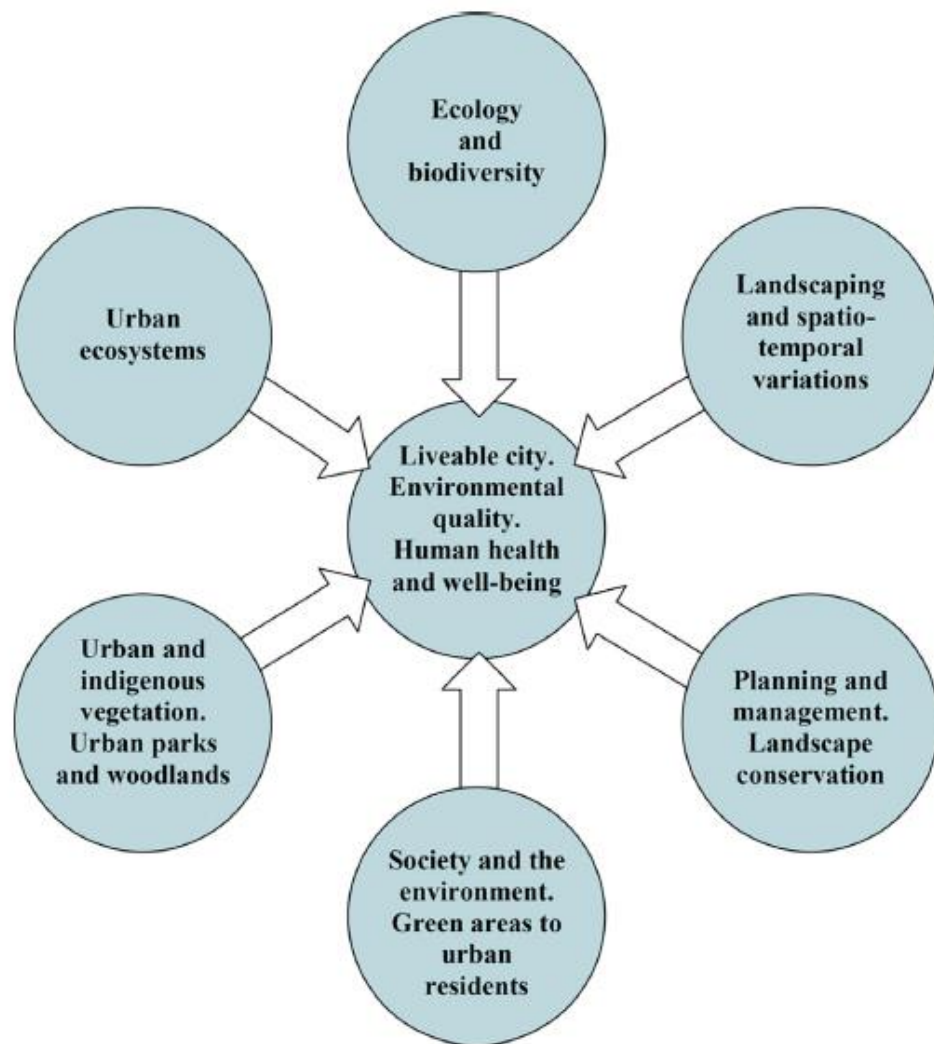 Ecology
and
biodiversity
Landscaping
and spatio-
temporal
variations
Urban
ecosystems
Liveable city.
Environmental
quality.
Human health
and well-being
Urban and
indigenous
vegetation.
Urban parks
and woodlands
Planning and
management.
Landscape
conservation
Society and the
environment.
Green areas to
urban
residents